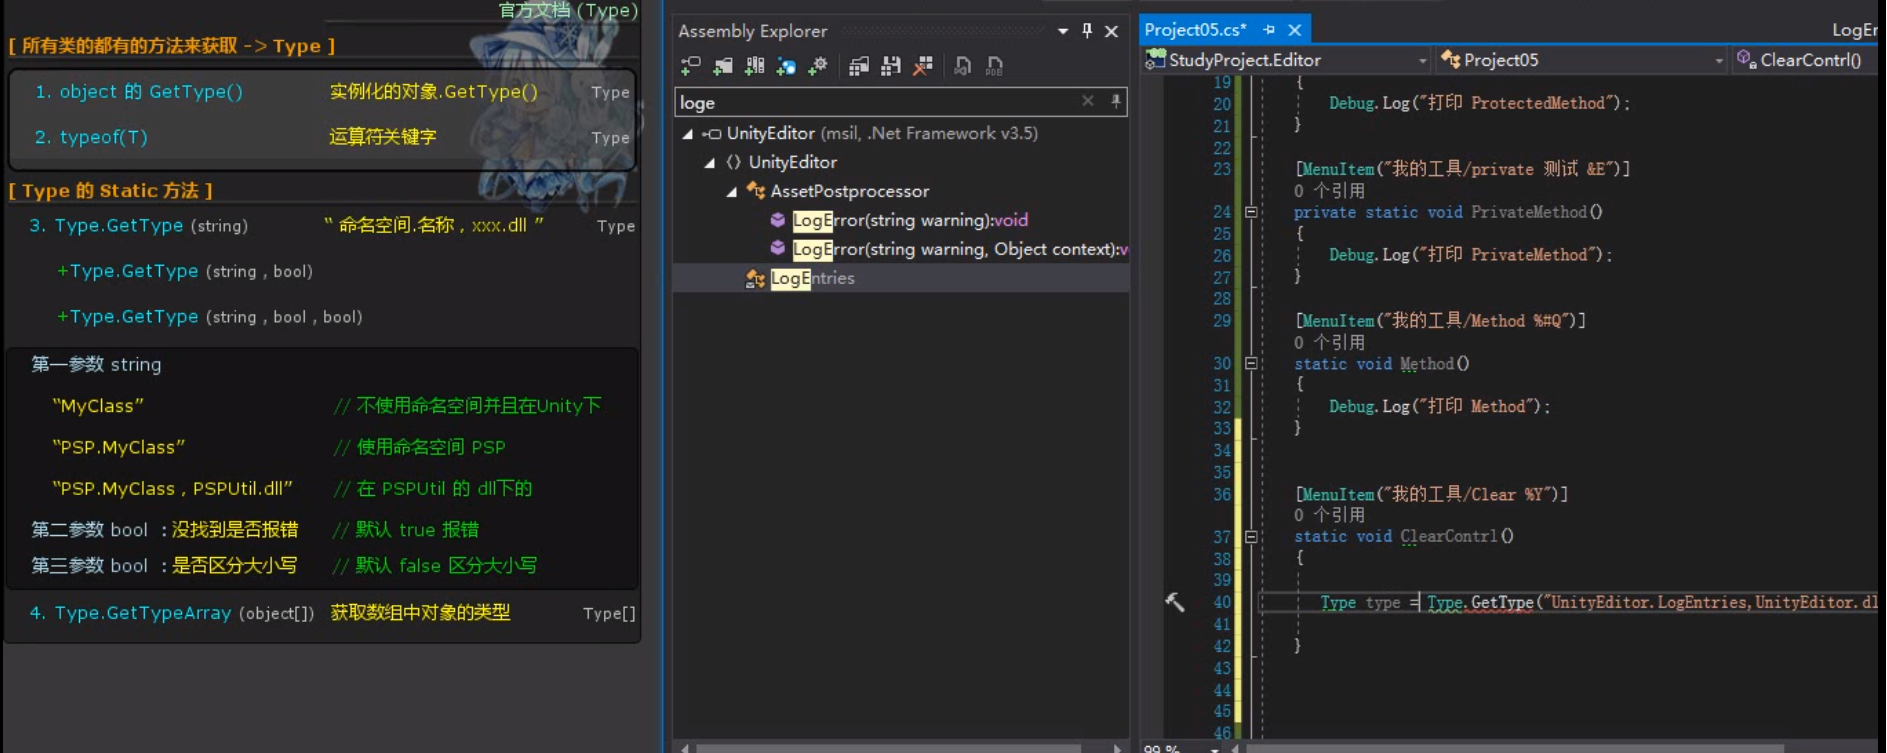 官方文档 (Type)
[ 所有类的都有的方法来获取 -> Type ]
1. object 的 GetType() 实例化的对象.GetType() Type
2. typeof(T) 运算符关键字 Type
[ Type 的 Static 方法 ]
3. Type.GetType (string) “ 命名空间.名称 , xxx.dll ” Type
+Type.GetType (string , bool)
+Type.GetType (string , bool , bool)
第一参数 string
“MyClass” // 不使用命名空间并且在Unity下
“PSP.MyClass” // 使用命名空间 PSP
“PSP.MyClass , PSPUtil.dll” // 在 PSPUtil 的 dll下的
第二参数 bool : 没找到是否报错 // 默认 true 报错
第三参数 bool : 是否区分大小写 // 默认 false 区分大小写
4. Type.GetTypeArray (object[]) 获取数组中对象的类型 Type[]
Assembly Explorer
loge
UnityEditor (msil, .Net Framework v3.5)
UnityEditor
AssetPostprocessor
LogError(string warning):void
LogError(string warning, Object context):v
LogEntries
Project05.cs*
LogEr
StudyProject.Editor Project05 ClearContrl()
19 {
20 Debug.Log("打印 ProtectedMethod");
21 }
22
23 [MenuItem("我的工具/private 测试 &E")]
0 个引用
24 private static void PrivateMethod()
25 {
26 Debug.Log("打印 PrivateMethod");
27 }
28
29 [MenuItem("我的工具/Method %#Q")]
0 个引用
30 static void Method()
31 {
32 Debug.Log("打印 Method");
33 }
34
35
36 [MenuItem("我的工具/Clear %Y")]
0 个引用
37 static void ClearContrl()
38 {
39
40 Type type = Type.GetType("UnityEditor.LogEntries,UnityEditor.dl
41
42 }
43
44
45
46
99 %